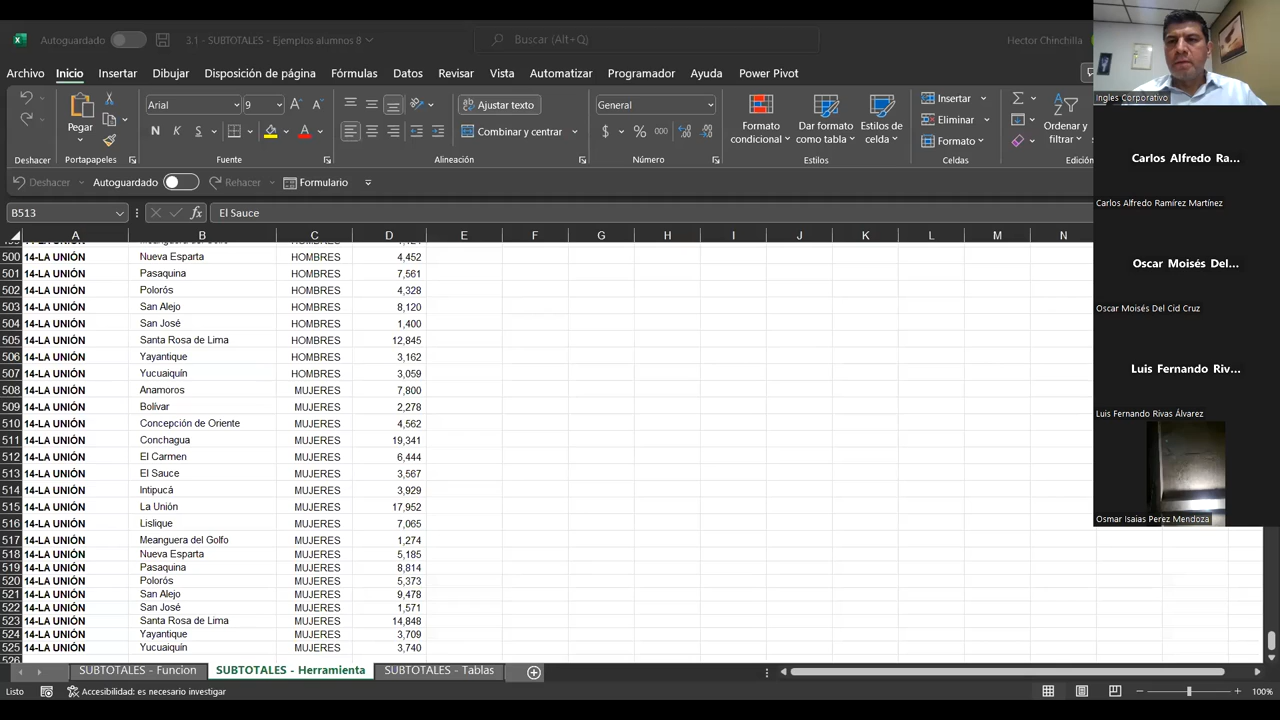 Autoguardado 3.1 - SUBTOTALES - Ejemplos alumnos 8 Buscar (Alt+Q) Hector Chinchilla
Archivo Inicio Insertar Dibujar Disposición de página Fórmulas Datos Revisar Vista Automatizar Programador Ayuda Power Pivot
Arial 9 Ajustar texto General Insertar
Pegar N K S Combinar y centrar $ % 000 Formato condicional Dar formato como tabla Estilos de celda Eliminar Ordenar y filtrar
Formato
Deshacer Portapapeles Fuente Alineación Número Estilos Celdas Edición
Deshacer Autoguardado Rehacer Formulario
B513 fx El Sauce
A B C D E F G H I J K L M N
500 14-LA UNIÓN Nueva Esparta HOMBRES 4,452
501 14-LA UNIÓN Pasaquina HOMBRES 7,561
502 14-LA UNIÓN Polorós HOMBRES 4,328
503 14-LA UNIÓN San Alejo HOMBRES 8,120
504 14-LA UNIÓN San José HOMBRES 1,400
505 14-LA UNIÓN Santa Rosa de Lima HOMBRES 12,845
506 14-LA UNIÓN Yayantique HOMBRES 3,162
507 14-LA UNIÓN Yucuaiquín HOMBRES 3,059
508 14-LA UNIÓN Anamoros MUJERES 7,800
509 14-LA UNIÓN Bolívar MUJERES 2,278
510 14-LA UNIÓN Concepción de Oriente MUJERES 4,562
511 14-LA UNIÓN Conchagua MUJERES 19,341
512 14-LA UNIÓN El Carmen MUJERES 6,444
513 14-LA UNIÓN El Sauce MUJERES 3,567
514 14-LA UNIÓN Intipucá MUJERES 3,929
515 14-LA UNIÓN La Unión MUJERES 17,952
516 14-LA UNIÓN Lislique MUJERES 7,065
517 14-LA UNIÓN Meanguera del Golfo MUJERES 1,274
518 14-LA UNIÓN Nueva Esparta MUJERES 5,185
519 14-LA UNIÓN Pasaquina MUJERES 8,814
520 14-LA UNIÓN Polorós MUJERES 5,373
521 14-LA UNIÓN San Alejo MUJERES 9,478
522 14-LA UNIÓN San José MUJERES 1,571
523 14-LA UNIÓN Santa Rosa de Lima MUJERES 14,848
524 14-LA UNIÓN Yayantique MUJERES 3,709
525 14-LA UNIÓN Yucuaiquín MUJERES 3,740
526
SUBTOTALES - Funcion SUBTOTALES - Herramienta SUBTOTALES - Tablas
Listo Accesibilidad: es necesario investigar 100%
Ingles Corporativo
Carlos Alfredo Ra...
Carlos Alfredo Ramírez Martínez
Oscar Moisés Del...
Oscar Moisés Del Cid Cruz
Luis Fernando Riv...
Luis Fernando Rivas Álvarez
Osmar Isaias Perez Mendoza